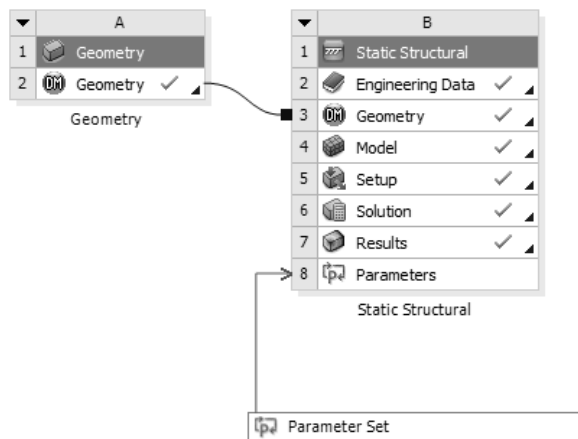 A
1 Geometry
2 DM Geometry
Geometry
B
1 Static Structural
2 Engineering Data
3 DM Geometry
4 Model
5 Setup
6 Solution
7 Results
8 p Parameters
Static Structural
p Parameter Set